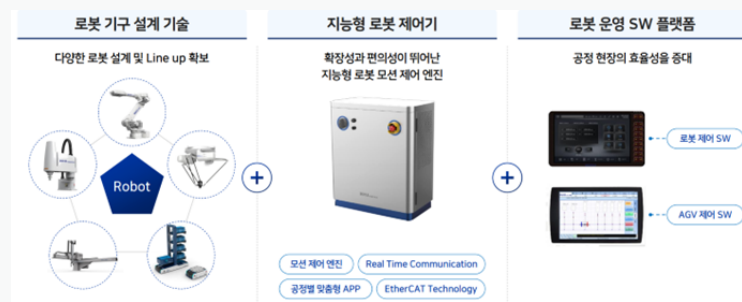 로봇 기구 설계 기술
다양한 로봇 설계 및 Line up 확보
Robot
지능형 로봇 제어기
확장성과 편의성이 뛰어난
지능형 로봇 모션 제어 엔진
모션 제어 엔진
Real Time Communication
공정별 맞춤형 APP
EtherCAT Technology
로봇 운영 SW 플랫폼
공정 현장의 효율성을 증대
로봇 제어 SW
AGV 제어 SW